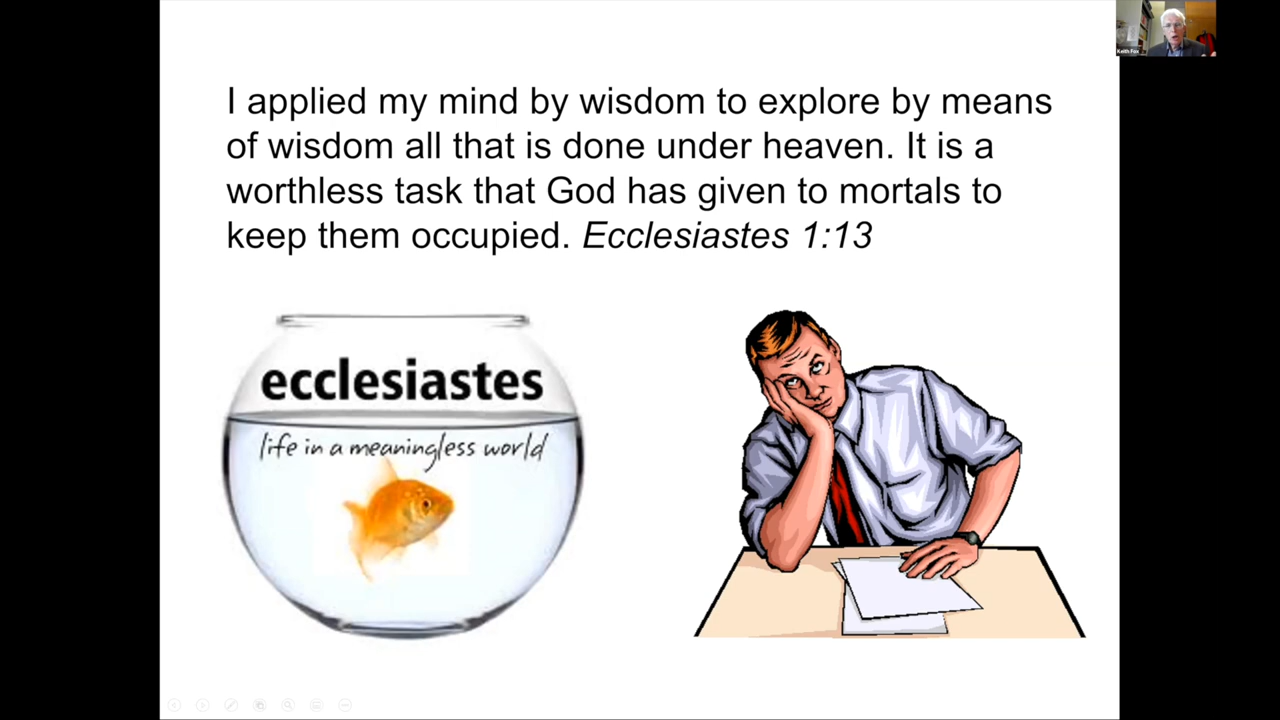 Keith Fox
I applied my mind by wisdom to explore by means
of wisdom all that is done under heaven. It is a
worthless task that God has given to mortals to
keep them occupied. Ecclesiastes 1:13
ecclesiastes
life in a meaningless world